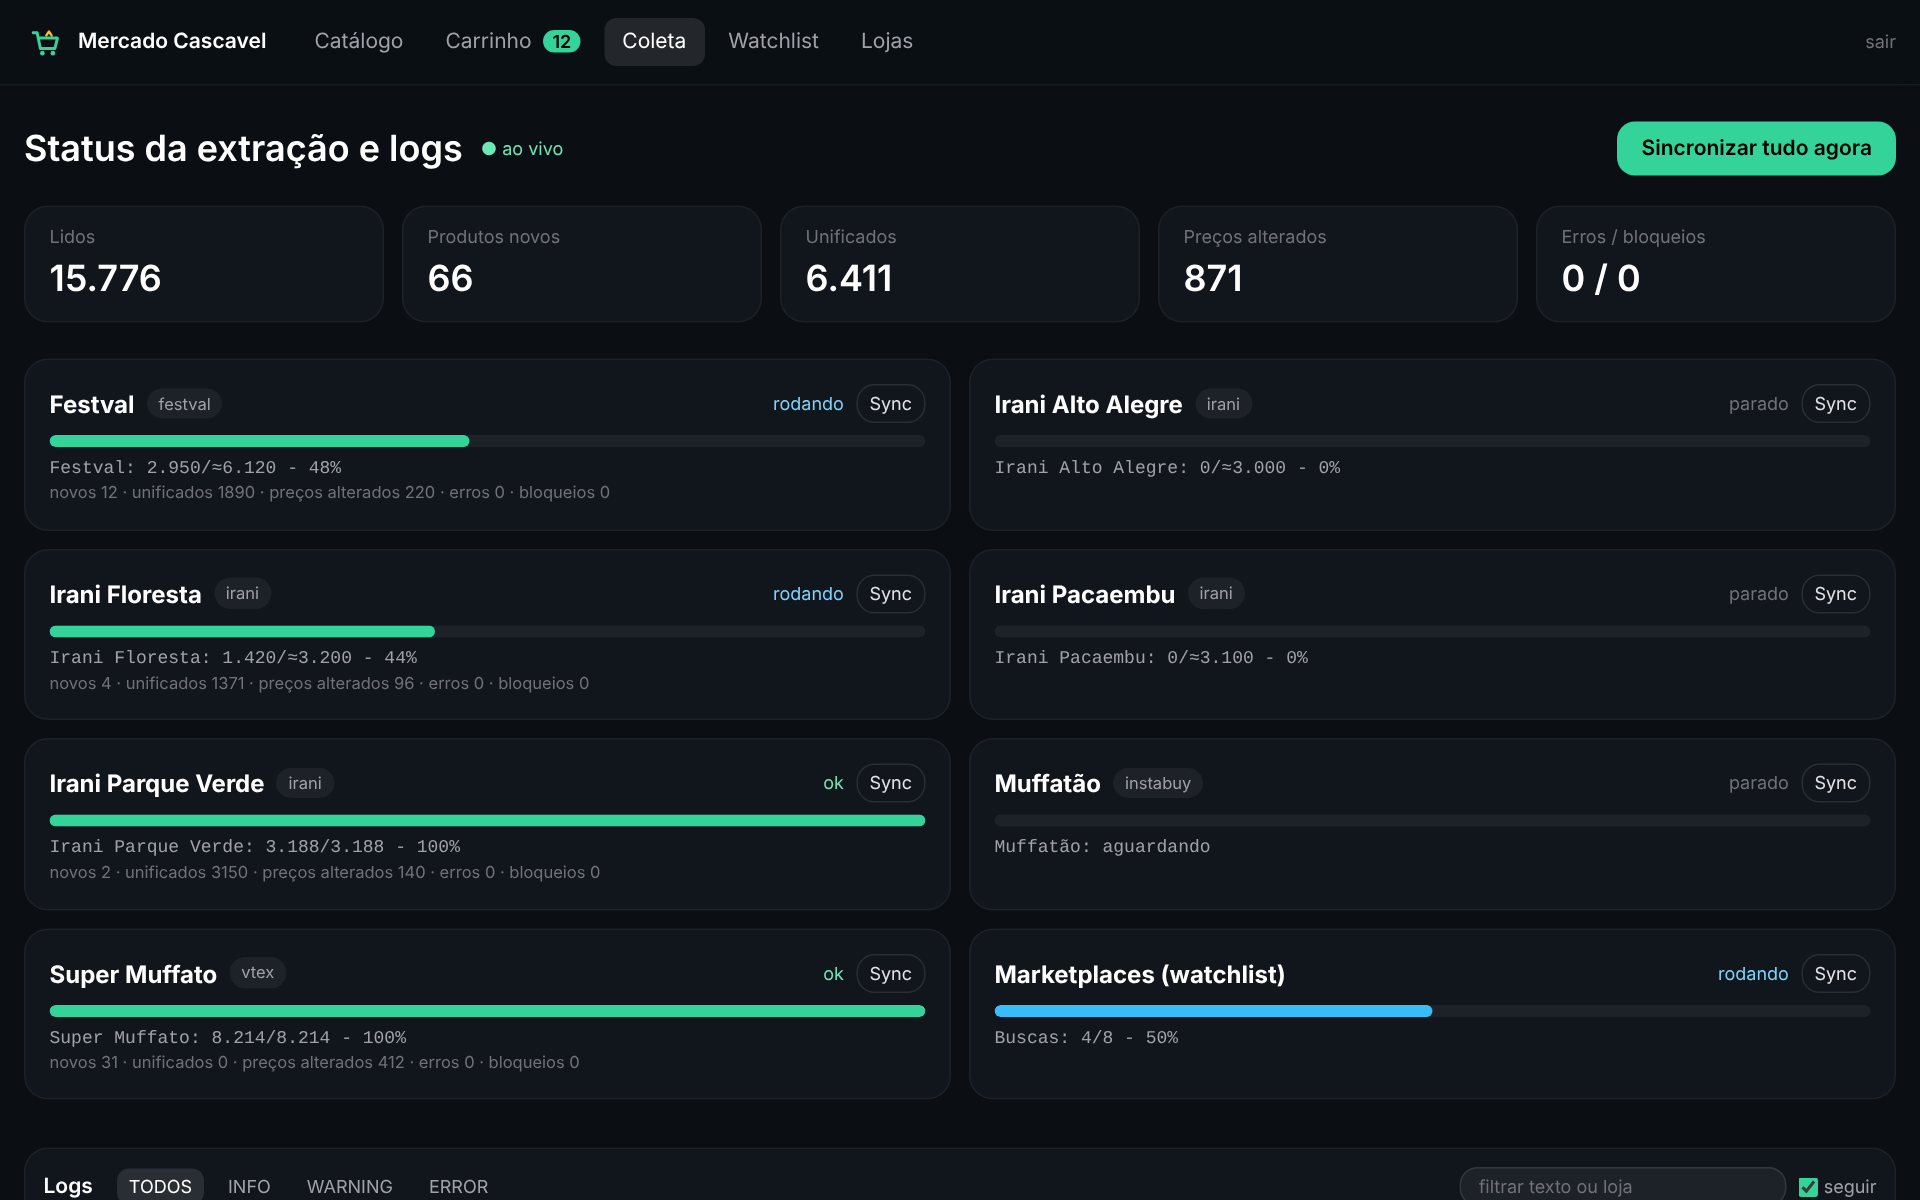 Mercado Cascavel
Catálogo
Carrinho 12
Coleta
Watchlist
Lojas
sair
Status da extração e logs
ao vivo
Sincronizar tudo agora
Lidos
15.776
Produtos novos
66
Unificados
6.411
Preços alterados
871
Erros / bloqueios
0 / 0
Festval festval rodando Sync
Festval: 2.950/≈6.120 - 48%
novos 12 · unificados 1890 · preços alterados 220 · erros 0 · bloqueios 0
Irani Alto Alegre irani parado Sync
Irani Alto Alegre: 0/≈3.000 - 0%
Irani Floresta irani rodando Sync
Irani Floresta: 1.420/≈3.200 - 44%
novos 4 · unificados 1371 · preços alterados 96 · erros 0 · bloqueios 0
Irani Pacaembu irani parado Sync
Irani Pacaembu: 0/≈3.100 - 0%
Irani Parque Verde irani ok Sync
Irani Parque Verde: 3.188/3.188 - 100%
novos 2 · unificados 3150 · preços alterados 140 · erros 0 · bloqueios 0
Muffatão instabuy parado Sync
Muffatão: aguardando
Super Muffato vtex ok Sync
Super Muffato: 8.214/8.214 - 100%
novos 31 · unificados 0 · preços alterados 412 · erros 0 · bloqueios 0
Marketplaces (watchlist) rodando Sync
Buscas: 4/8 - 50%
Logs TODOS INFO WARNING ERROR filtrar texto ou loja seguir